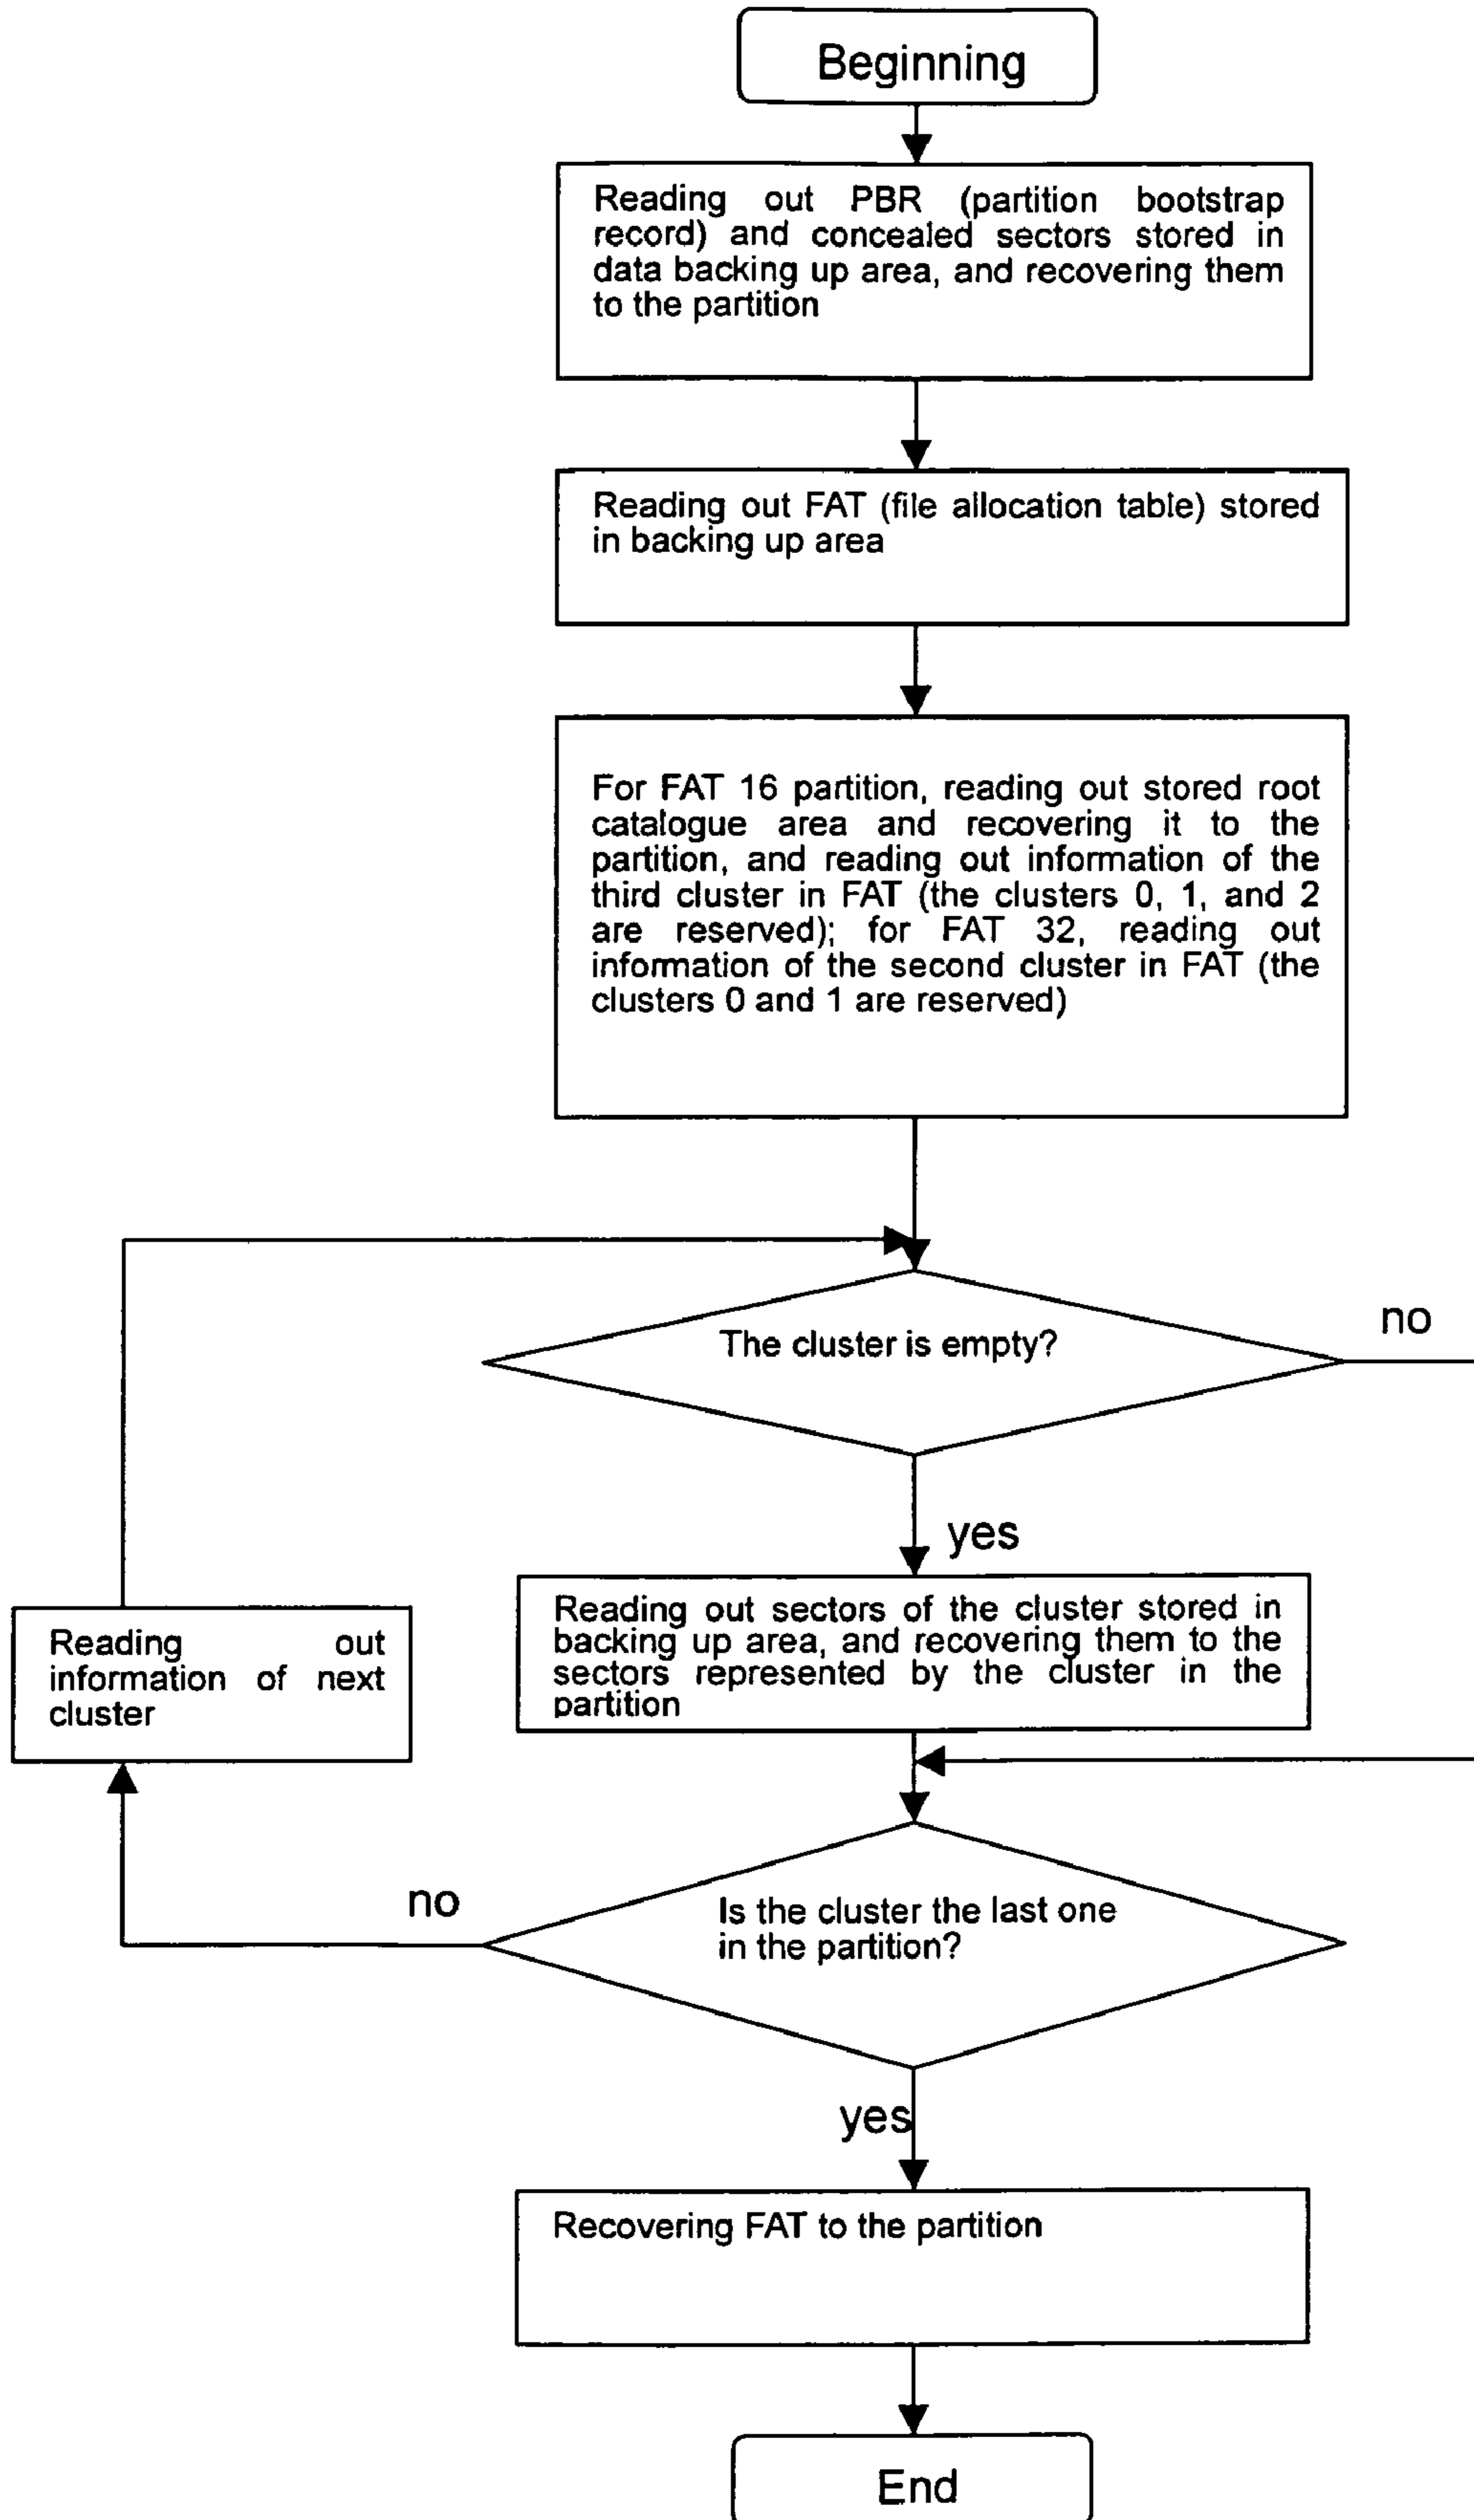 Beginning
Reading out PBR (partition bootstrap
record) and concealed sectors stored in
data backing up area, and recovering them
to the partition
Reading out FAT (file allocation table) stored
in backing up area
For FAT 16 partition, reading out stored root
catalogue area and recovering it to the
partition, and reading out information of the
third cluster in FAT (the clusters 0, 1, and 2
are reserved); for FAT 32, reading out
information of the second cluster in FAT (the
clusters 0 and 1 are reserved)
The cluster is empty?
no
yes
Reading out sectors of the cluster stored in
backing up area, and recovering them to the
sectors represented by the cluster in the
partition
Reading out
information of next
cluster
no
Is the cluster the last one
in the partition?
yes
Recovering FAT to the partition
End